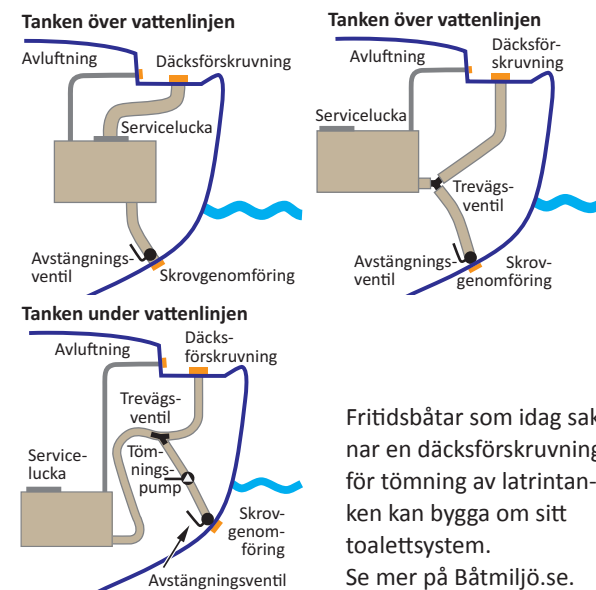 Tanken över vattenlinjen
Avluftning
Däcksförskruvning
Servicelucka
Avstängnings-
ventil
Skrovgenomföring
Tanken över vattenlinjen
Avluftning
Däcksför-
skruvning
Servicelucka
Trevägs-
ventil
Avstängnings-
ventil
Skrov-
genomföring
Tanken under vattenlinjen
Avluftning
Däcks-
förskruvning
Trevägs-
ventil
Service-
lucka
Töm-
nings-
pump
Skrov-
genom-
föring
Avstängningsventil
Fritidsbåtar som idag sak
nar en däcksförskruvning
för tömning av latrintan-
ken kan bygga om sitt
toalettsystem.
Se mer på Båtmiljö.se.